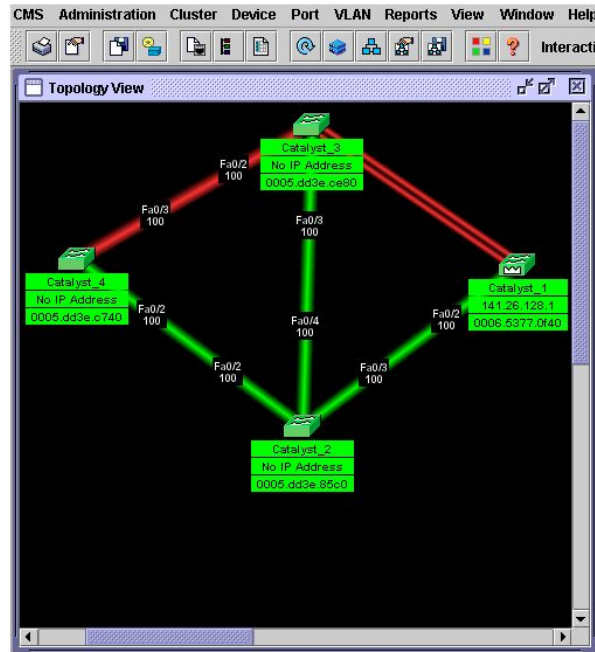 CMS Administration Cluster Device Port VLAN Reports View Window Help
Interacti
Topology View
Catalyst_3
No IP Address
0005.dd3e.ce80
Fa0/2
100
Fa0/3
100
Fa0/3
100
Catalyst_4
No IP Address
0005.dd3e.c740
Catalyst_1
141.26.128.1
0006.5377.0f40
Fa0/2
100
Fa0/4
100
Fa0/2
100
Fa0/2
100
Fa0/3
100
Catalyst_2
No IP Address
0005.dd3e.85c0